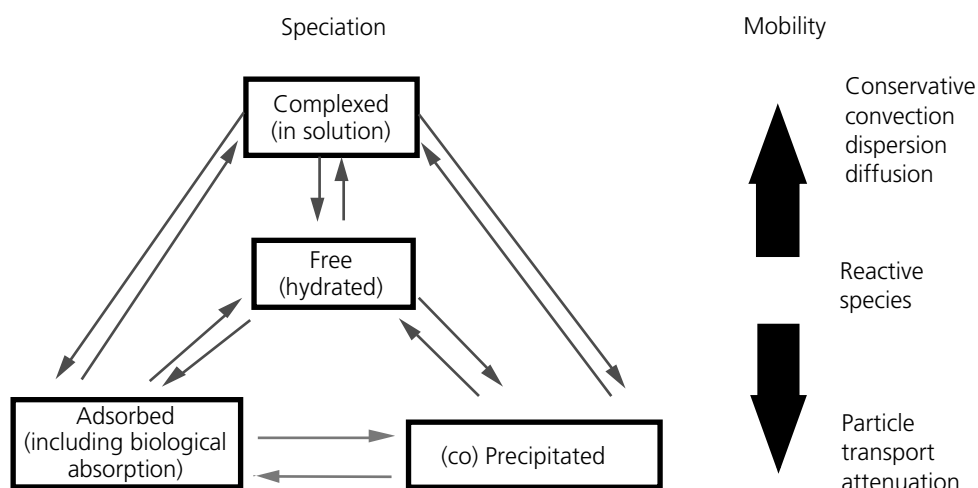 Speciation
Mobility
Complexed
(in solution)
Conservative
convection
dispersion
diffusion
Free
(hydrated)
Reactive
species
Adsorbed
(including biological
absorption)
(co) Precipitated
Particle
transport
attenuation